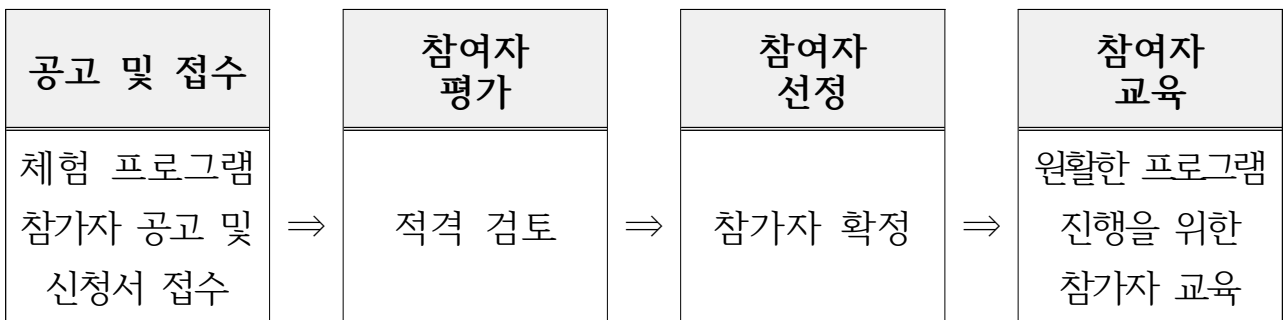 공고 및 접수
참여자
평가
참여자
선정
참여자
교육
체험 프로그램
참가자 공고 및
신청서 접수
⇒
적격 검토
⇒
참가자 확정
⇒
원활한 프로그램
진행을 위한
참가자 교육